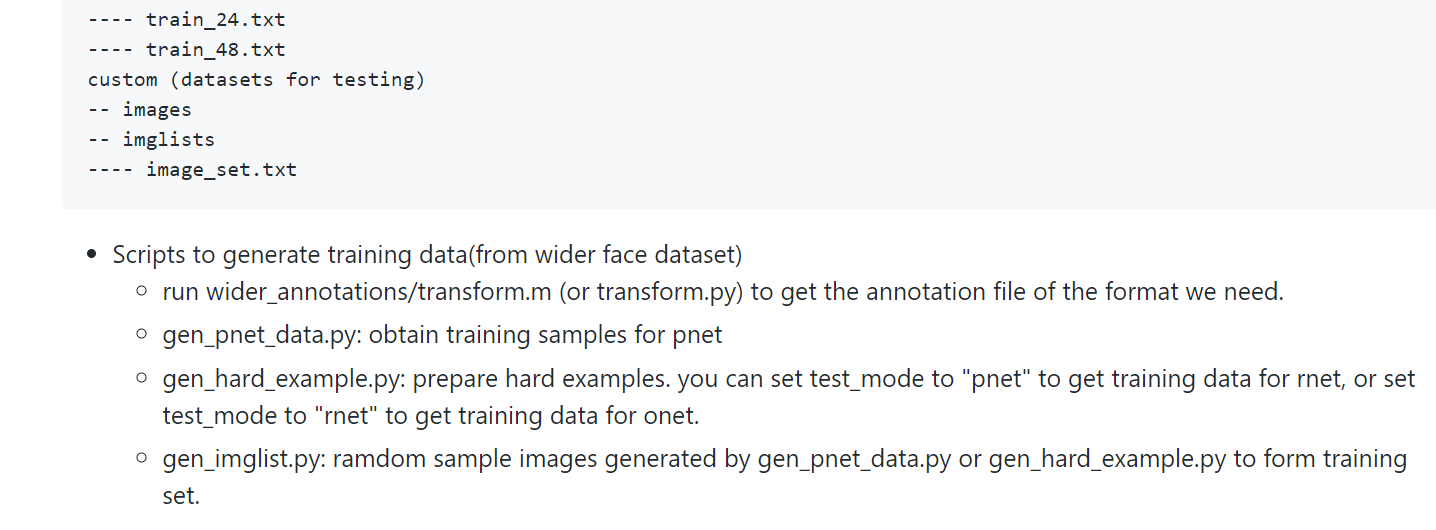 ---- train_24.txt
---- train_48.txt
custom (datasets for testing)
-- images
-- imglists
---- image_set.txt
• Scripts to generate training data(from wider face dataset)
◦ run wider_annotations/transform.m (or transform.py) to get the annotation file of the format we need.
◦ gen_pnet_data.py: obtain training samples for pnet
◦ gen_hard_example.py: prepare hard examples. you can set test_mode to "pnet" to get training data for rnet, or set
test_mode to "rnet" to get training data for onet.
◦ gen_imglist.py: ramdom sample images generated by gen_pnet_data.py or gen_hard_example.py to form training
set.